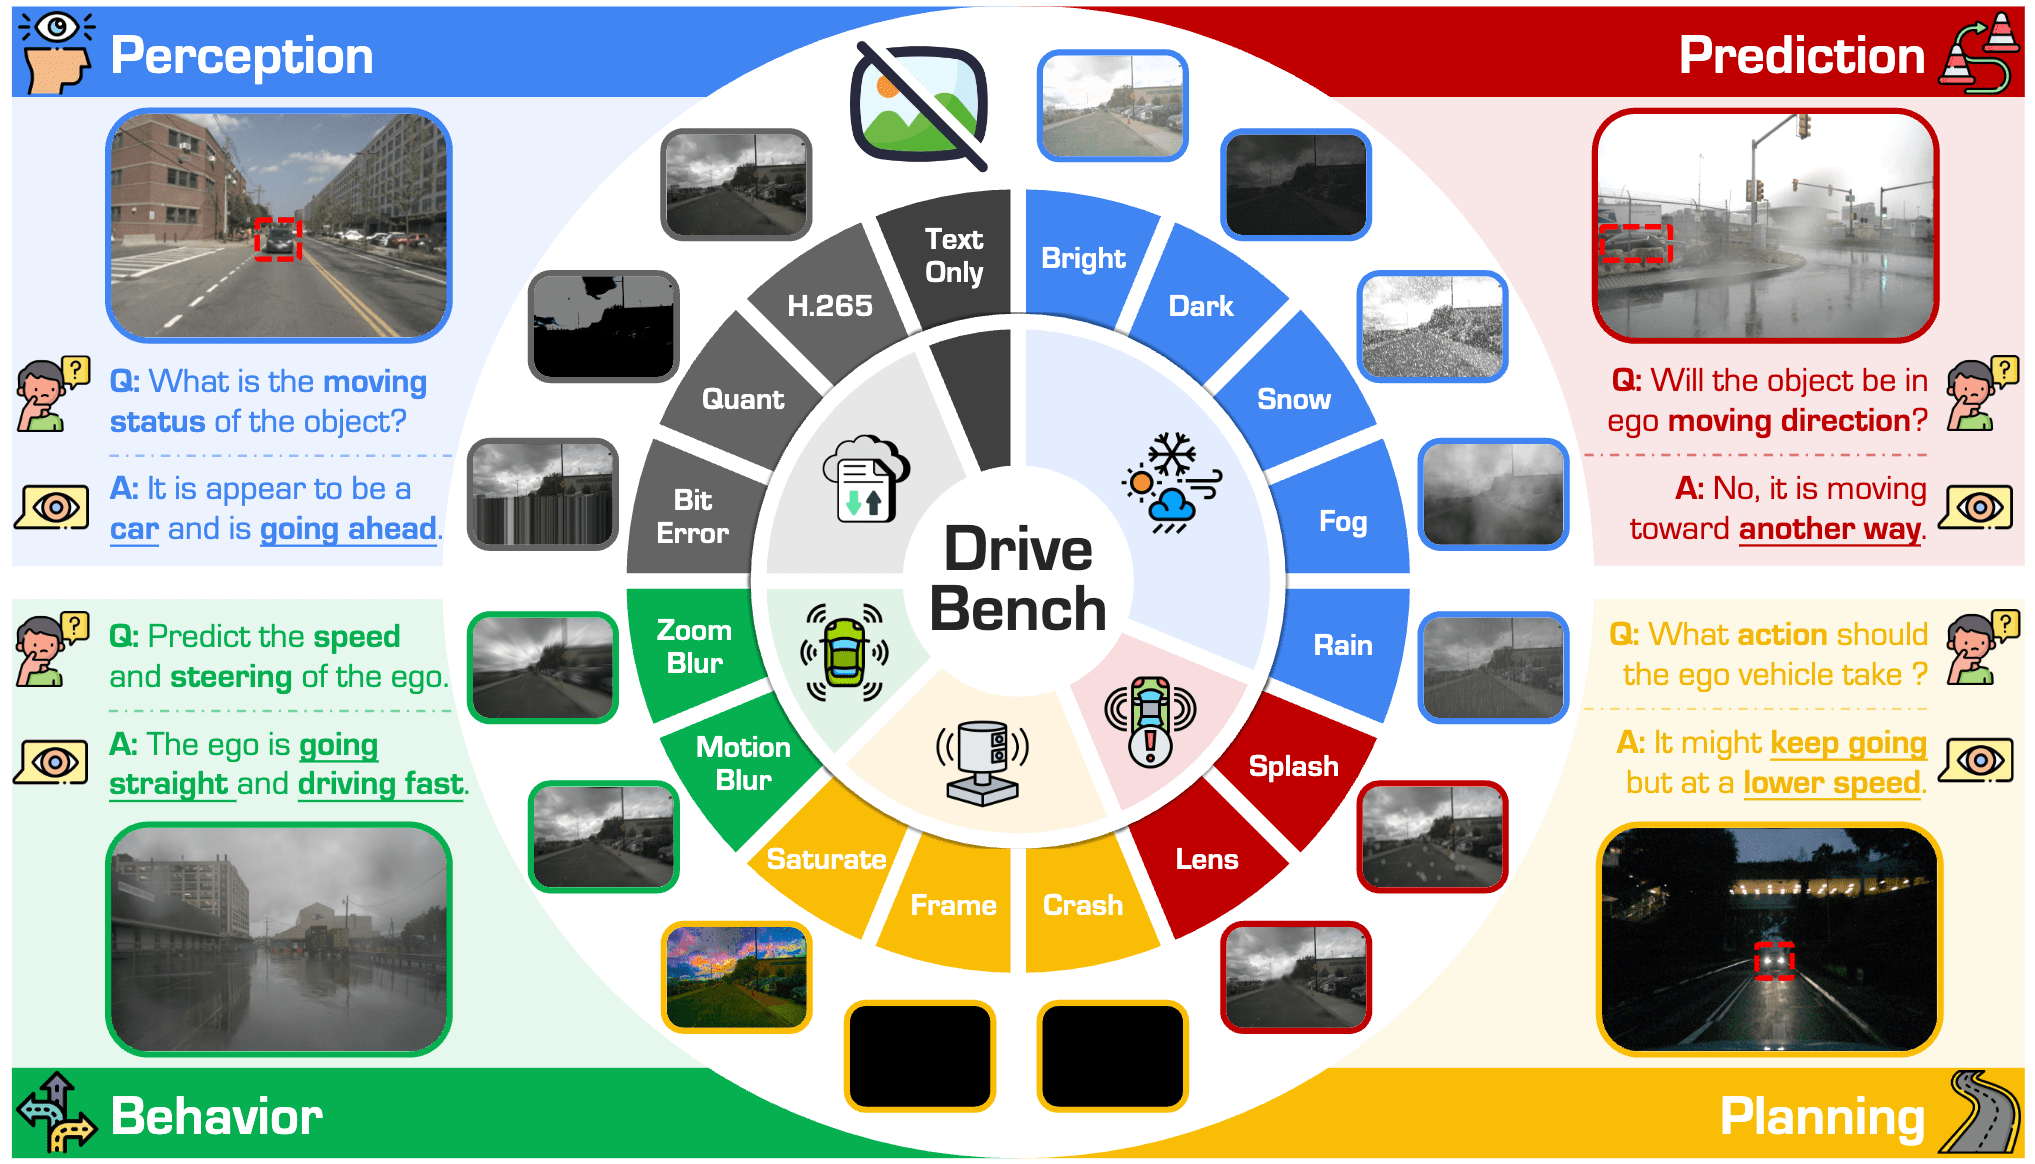 Perception
Q: What is the moving
status of the object?
A: It is appear to be a
car and is going ahead.
Prediction
Q: Will the object be in
ego moving direction?
A: No, it is moving
toward another way.
Text
Only
Bright
Dark
Snow
Fog
Rain
Splash
Lens
Crash
Frame
Saturate
Motion
Blur
Zoom
Blur
Bit
Error
Quant
H.265
Drive
Bench
Q: Predict the speed
and steering of the ego.
A: The ego is going
straight and driving fast.
Behavior
Q: What action should
the ego vehicle take ?
A: It might keep going
but at a lower speed.
Planning